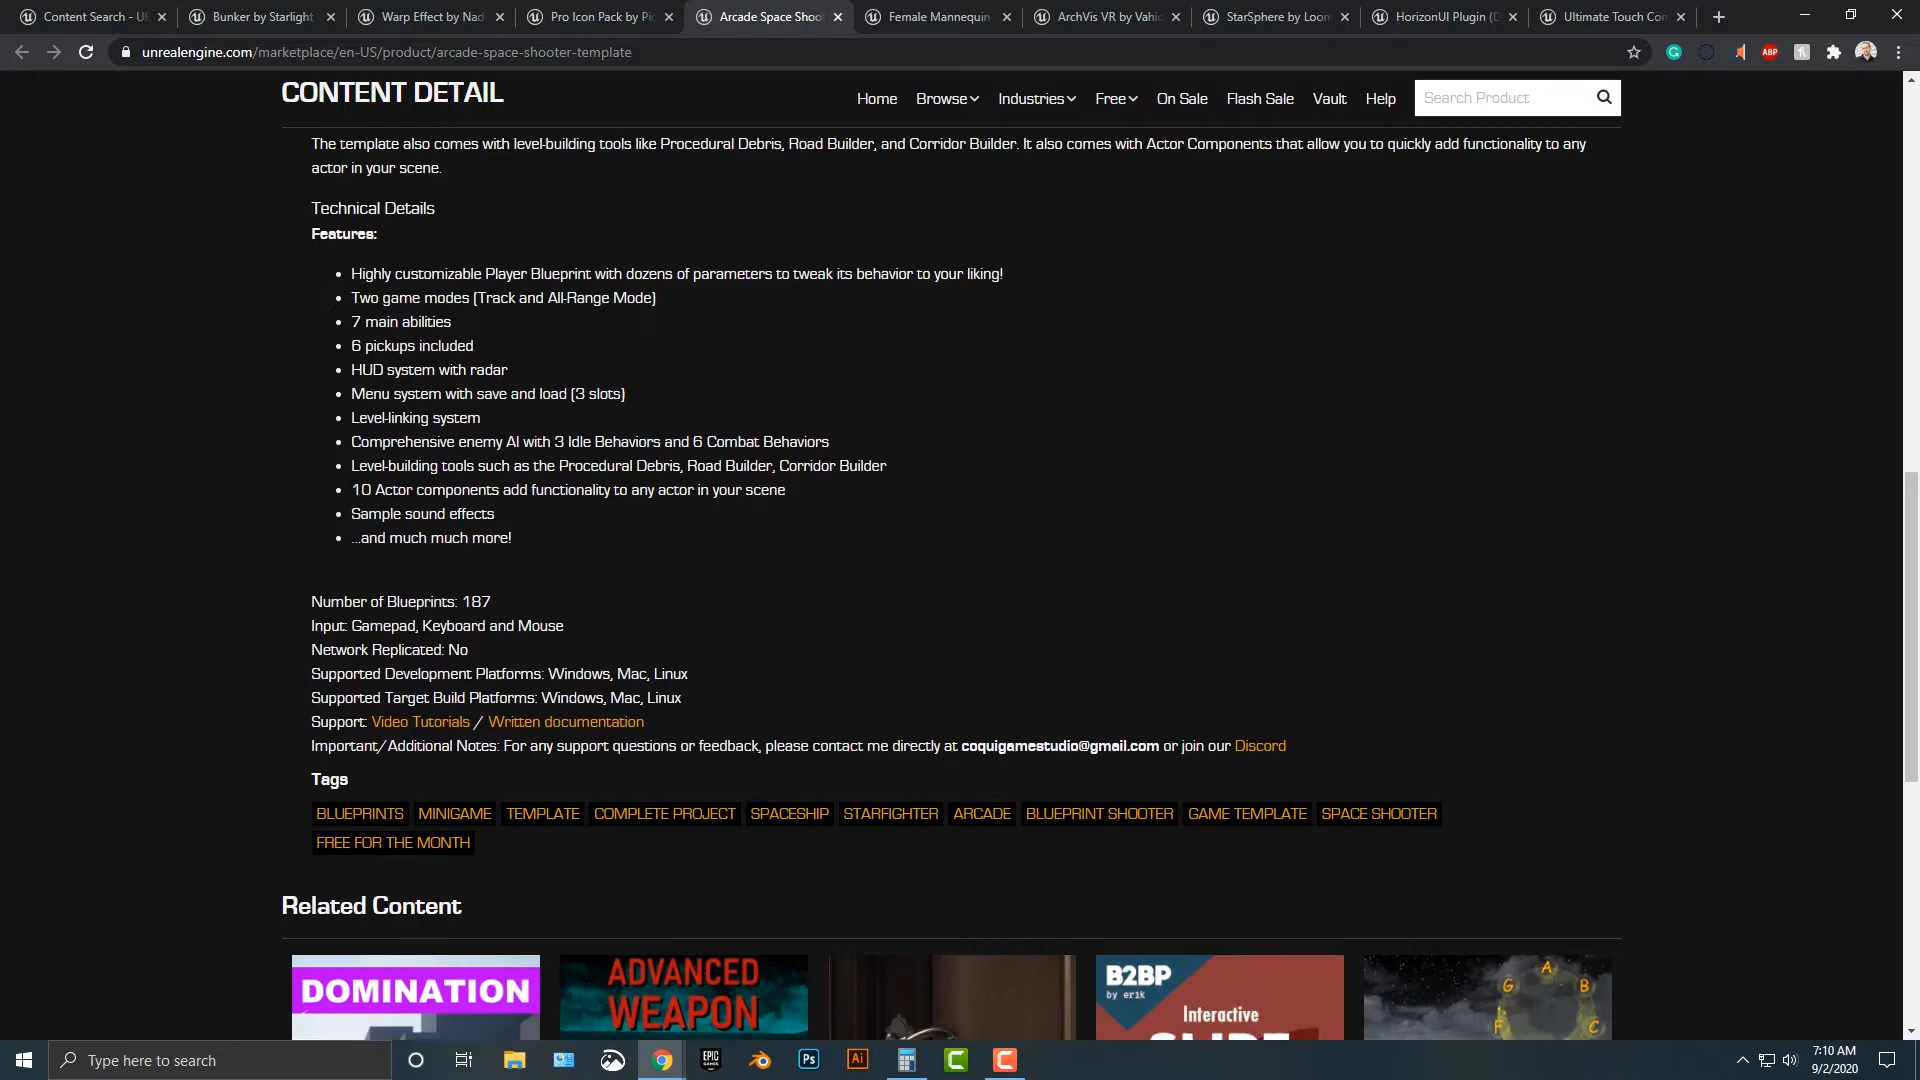 Content Search - UE
Bunker by Starlight
Warp Effect by Nad
Pro Icon Pack by Pi
Arcade Space Shoot
Female Mannequin
ArchVis VR by Vahid
StarSphere by Loom
HorizonUI Plugin (D
Ultimate Touch Com
unrealengine.com/marketplace/en-US/product/arcade-space-shooter-template
ABP
CONTENT DETAIL
Home Browse Industries Free On Sale Flash Sale Vault Help Search Product
The template also comes with level-building tools like Procedural Debris, Road Builder, and Corridor Builder. It also comes with Actor Components that allow you to quickly add functionality to any
actor in your scene.
Technical Details
Features:
• Highly customizable Player Blueprint with dozens of parameters to tweak its behavior to your liking!
• Two game modes (Track and All-Range Mode)
• 7 main abilities
• 6 pickups included
• HUD system with radar
• Menu system with save and load (3 slots)
• Level-linking system
• Comprehensive enemy AI with 3 Idle Behaviors and 6 Combat Behaviors
• Level-building tools such as the Procedural Debris, Road Builder, Corridor Builder
• 10 Actor components add functionality to any actor in your scene
• Sample sound effects
• ...and much much more!
Number of Blueprints: 187
Input: Gamepad, Keyboard and Mouse
Network Replicated: No
Supported Development Platforms: Windows, Mac, Linux
Supported Target Build Platforms: Windows, Mac, Linux
Support: Video Tutorials / Written documentation
Important/Additional Notes: For any support questions or feedback, please contact me directly at coquigamestudio@gmail.com or join our Discord
Tags
BLUEPRINTS MINIGAME TEMPLATE COMPLETE PROJECT SPACESHIP STARFIGHTER ARCADE BLUEPRINT SHOOTER GAME TEMPLATE SPACE SHOOTER
FREE FOR THE MONTH
Related Content
DOMINATION
ADVANCED
WEAPON
B2BP
by er1k
Interactive
A
G B
F C
Type here to search
EPIC GAMES
Ps
Ai
7:10 AM
9/2/2020